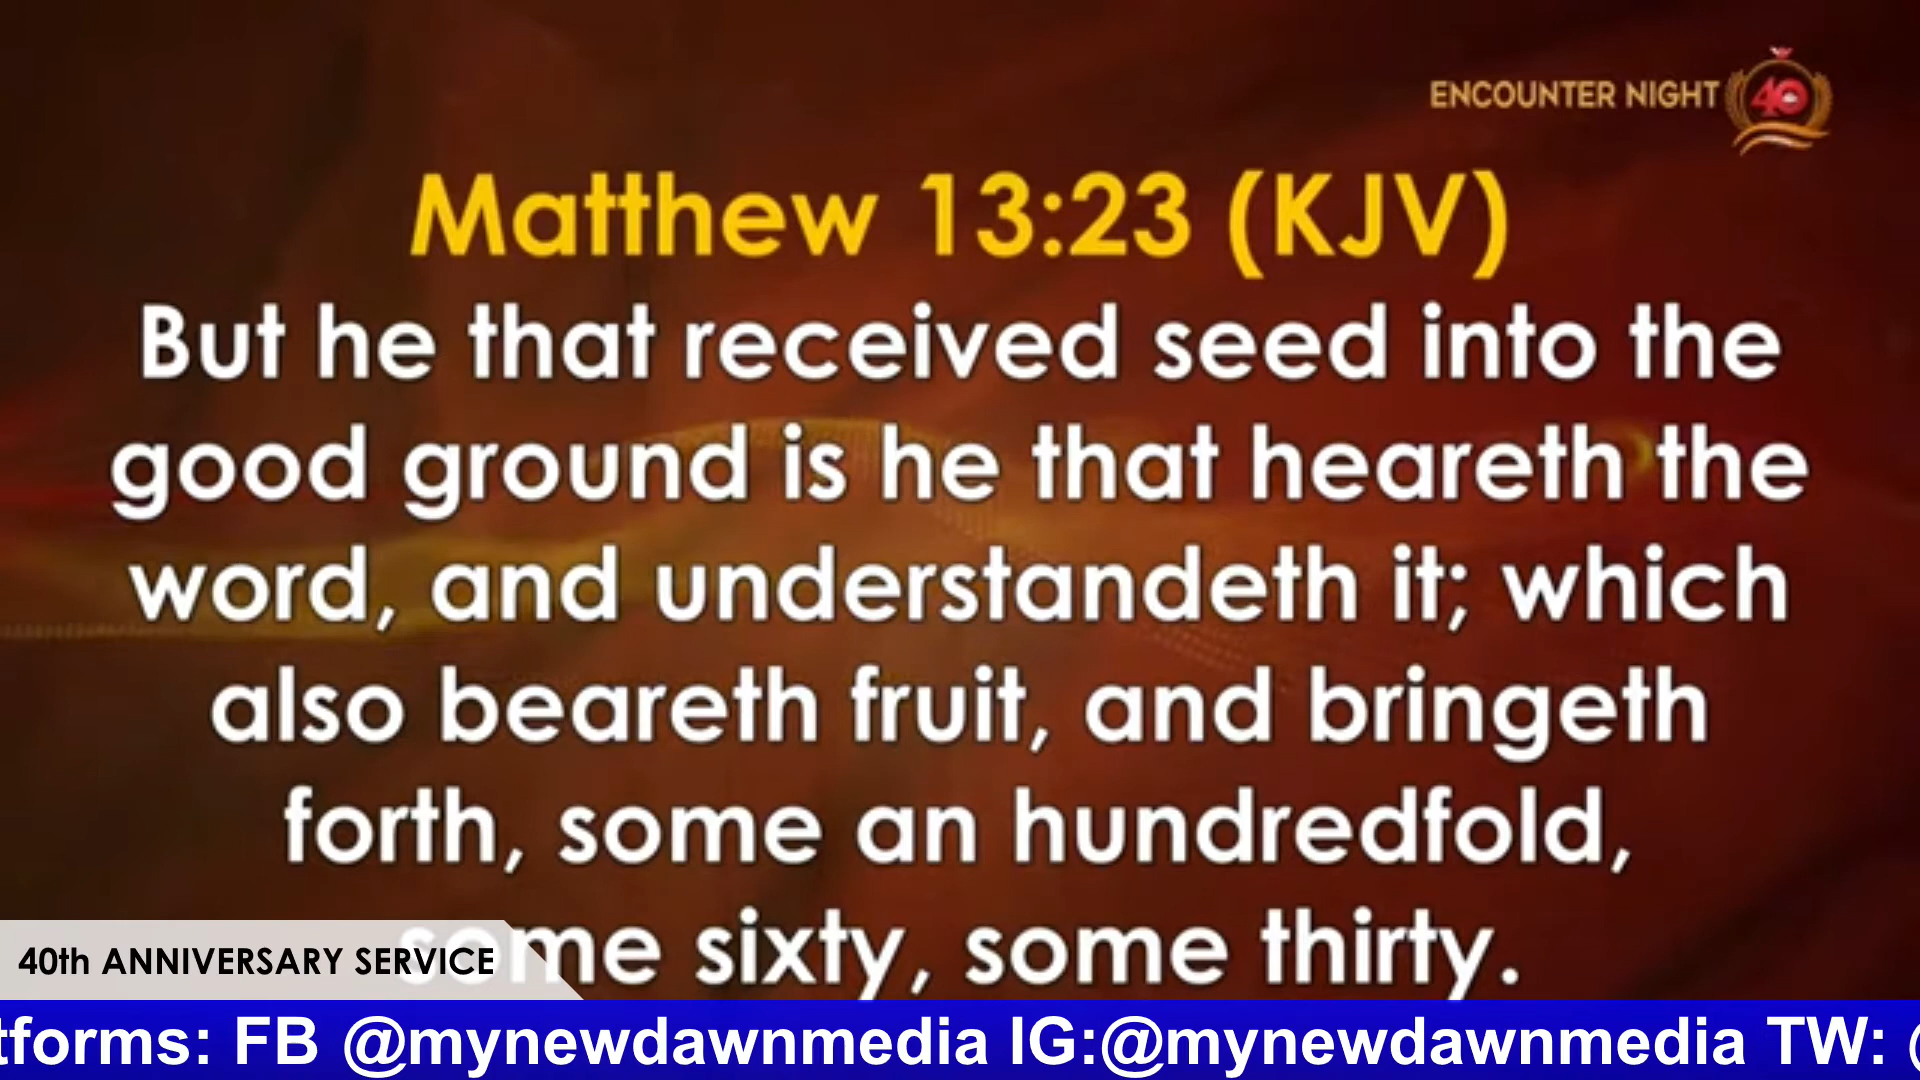 ENCOUNTER NIGHT 40
Matthew 13:23 (KJV)
But he that received seed into the
good ground is he that heareth the
word, and understandeth it; which
also beareth fruit, and bringeth
forth, some an hundredfold,
some sixty, some thirty.
40th ANNIVERSARY SERVICE
tforms: FB @mynewdawnmedia IG:@mynewdawnmedia TW: @